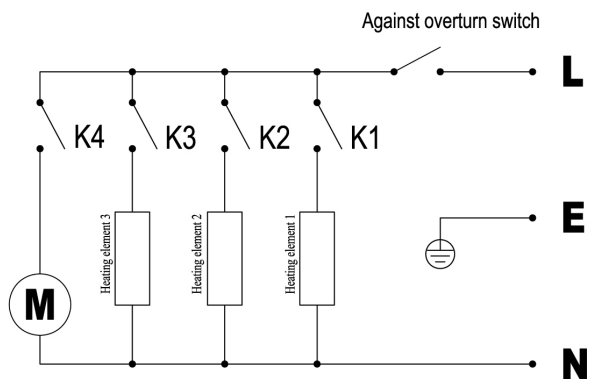 Against overturn switch
L
K4
K3
K2
K1
Heating element 3
Heating element 2
Heating element 1
E
M
N